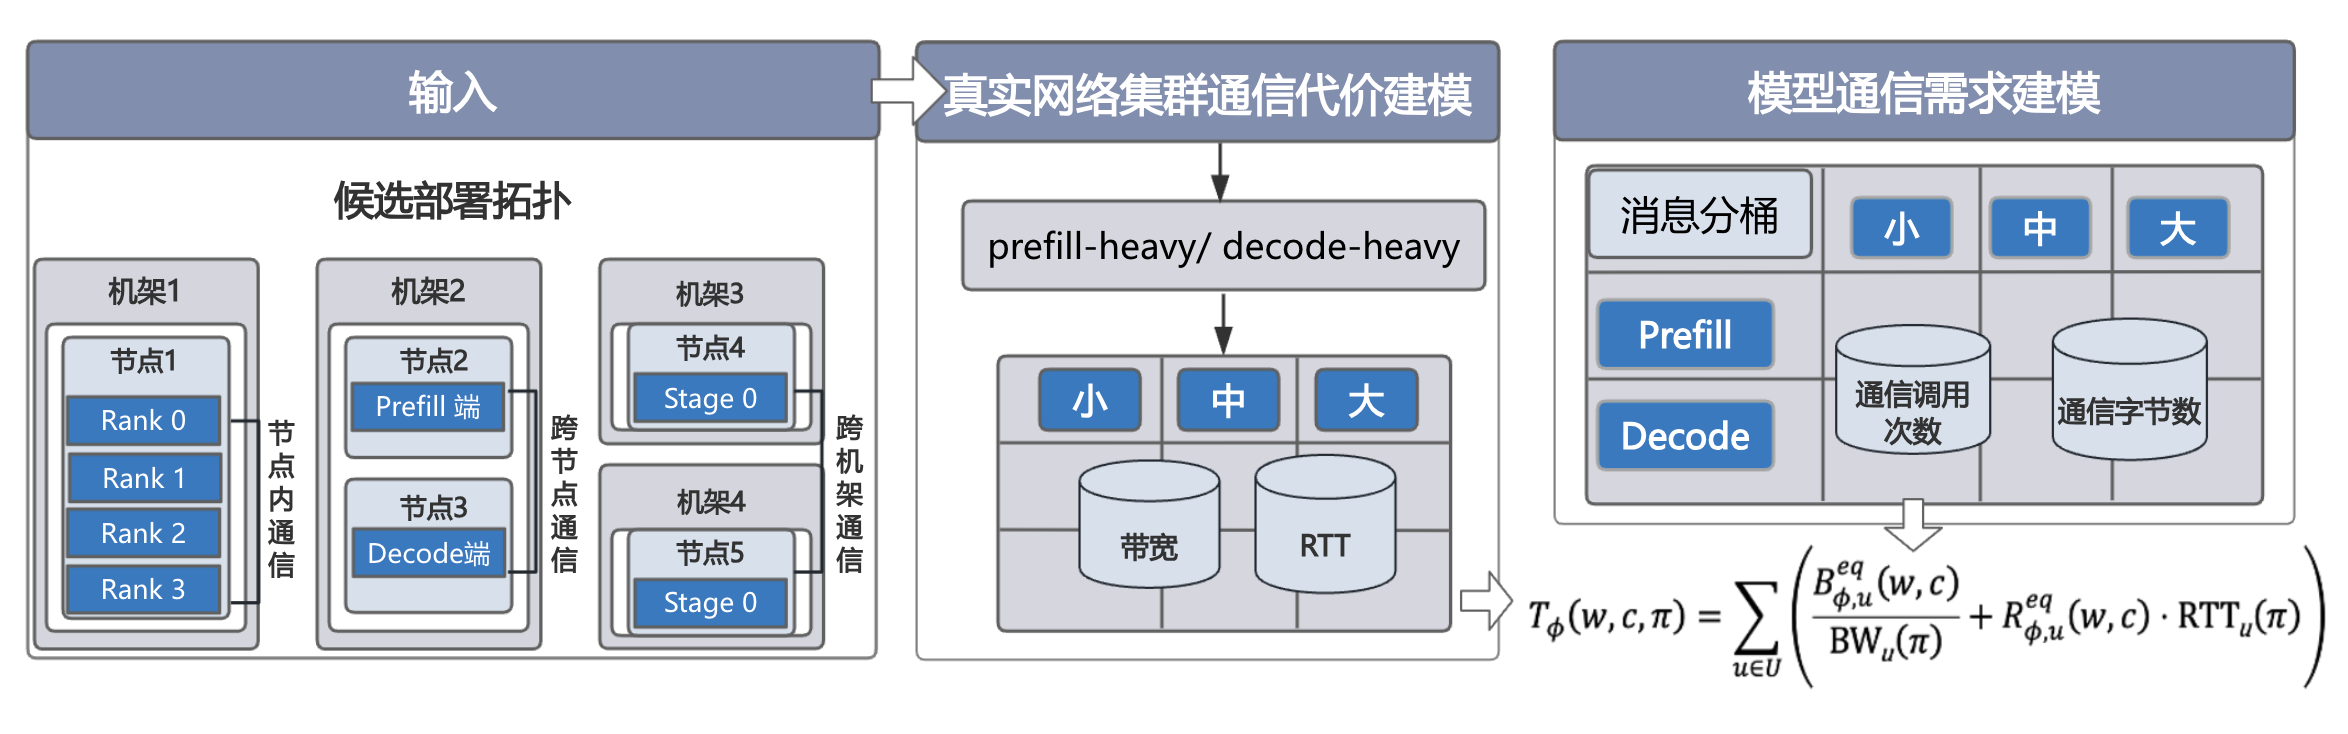 输入
候选部署拓扑
机架1
节点1
Rank 0
Rank 1
Rank 2
Rank 3
节点内通信
机架2
节点2
Prefill 端
节点3
Decode端
跨节点通信
机架3
节点4
Stage 0
机架4
节点5
Stage 0
跨机架通信
真实网络集群通信代价建模
prefill-heavy/ decode-heavy
小 中 大
带宽 RTT
模型通信需求建模
消息分桶 小 中 大
Prefill
Decode
通信调用
次数
通信字节数
T_ϕ(w, c, π) = ∑_{u∈U} ( B^{eq}_{ϕ,u}(w, c) / BW_u(π) + R^{eq}_{ϕ,u}(w, c) · RTT_u(π) )